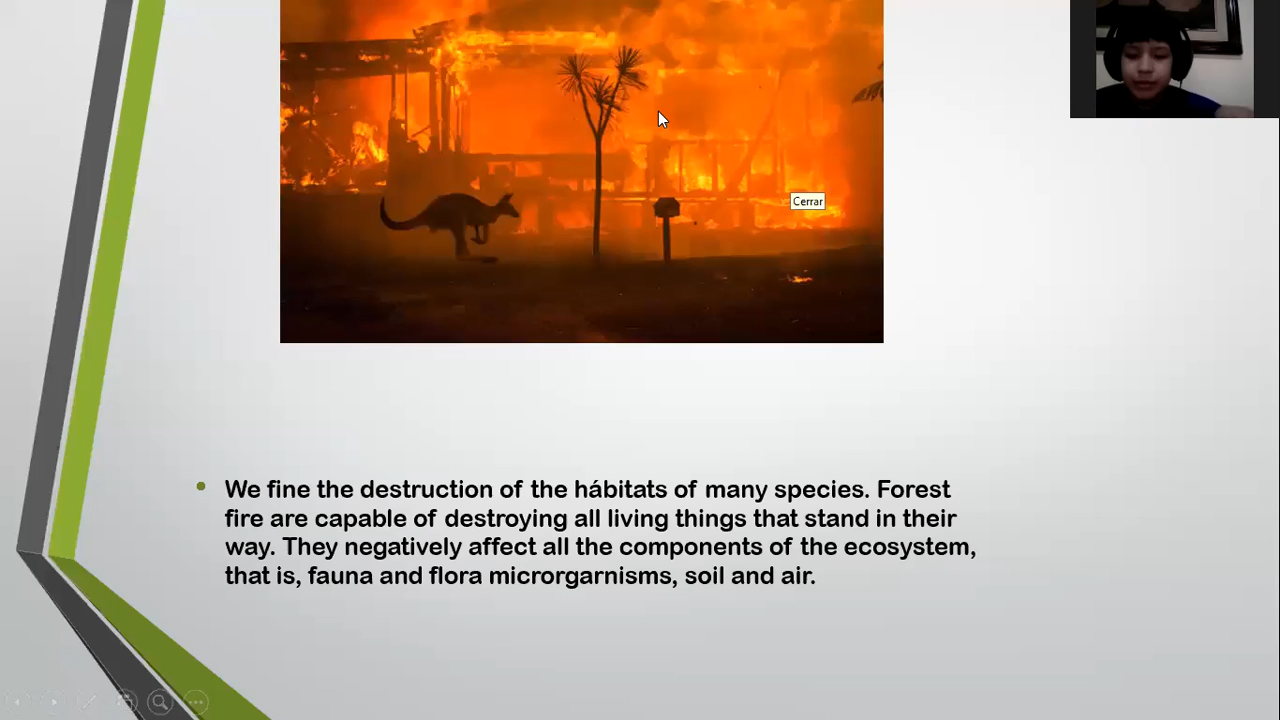 Cerrar
We fine the destruction of the hábitats of many species. Forest
fire are capable of destroying all living things that stand in their
way. They negatively affect all the components of the ecosystem,
that is, fauna and flora microrgarnisms, soil and air.